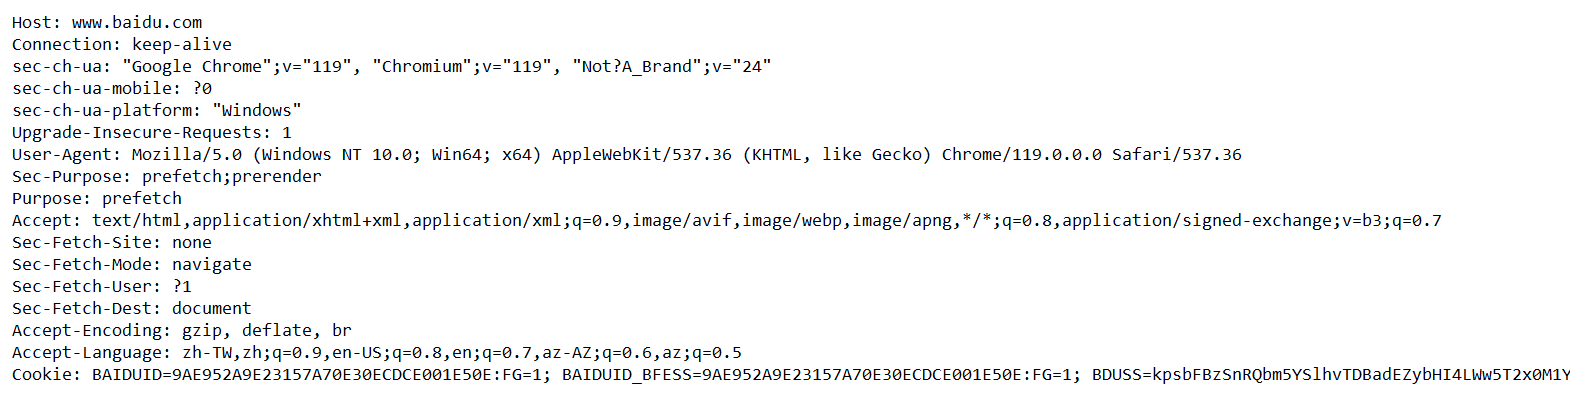 Host: www.baidu.com
Connection: keep-alive
sec-ch-ua: "Google Chrome";v="119", "Chromium";v="119", "Not?A_Brand";v="24"
sec-ch-ua-mobile: ?0
sec-ch-ua-platform: "Windows"
Upgrade-Insecure-Requests: 1
User-Agent: Mozilla/5.0 (Windows NT 10.0; Win64; x64) AppleWebKit/537.36 (KHTML, like Gecko) Chrome/119.0.0.0 Safari/537.36
Sec-Purpose: prefetch;prerender
Purpose: prefetch
Accept: text/html,application/xhtml+xml,application/xml;q=0.9,image/avif,image/webp,image/apng,*/*;q=0.8,application/signed-exchange;v=b3;q=0.7
Sec-Fetch-Site: none
Sec-Fetch-Mode: navigate
Sec-Fetch-User: ?1
Sec-Fetch-Dest: document
Accept-Encoding: gzip, deflate, br
Accept-Language: zh-TW,zh;q=0.9,en-US;q=0.8,en;q=0.7,az-AZ;q=0.6,az;q=0.5
Cookie: BAIDUID=9AE952A9E23157A70E30ECDCE001E50E:FG=1; BAIDUID_BFESS=9AE952A9E23157A70E30ECDCE001E50E:FG=1; BDUSS=kpsbFBzSnRQbm5YSlhvTDBadEZybHI4LWw5T2x0M1Y